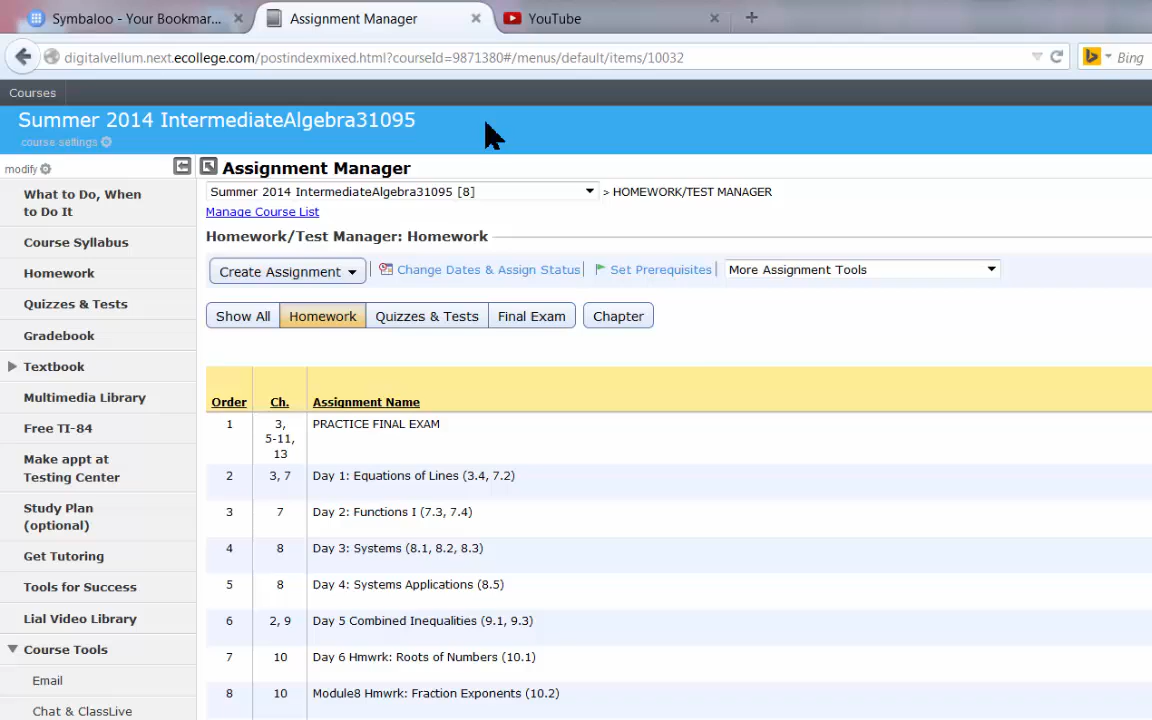 Symbaloo - Your Bookmar...
Assignment Manager
YouTube
digitalvellum.next.ecollege.com/postindexmixed.html?courseId=9871380#/menus/default/items/10032
Bing
Courses
Summer 2014 IntermediateAlgebra31095
course settings
modify
Assignment Manager
What to Do, When
to Do It
Summer 2014 IntermediateAlgebra31095 [8]
> HOMEWORK/TEST MANAGER
Manage Course List
Course Syllabus
Homework/Test Manager: Homework
Homework
Create Assignment
Change Dates & Assign Status
Set Prerequisites
More Assignment Tools
Quizzes & Tests
Show All
Homework
Quizzes & Tests
Final Exam
Chapter
Gradebook
Textbook
Multimedia Library
Order
Ch.
Assignment Name
Free TI-84
1
3,
5-11,
13
PRACTICE FINAL EXAM
Make appt at
Testing Center
2
3, 7
Day 1: Equations of Lines (3.4, 7.2)
Study Plan
(optional)
3
7
Day 2: Functions I (7.3, 7.4)
Get Tutoring
4
8
Day 3: Systems (8.1, 8.2, 8.3)
Tools for Success
5
8
Day 4: Systems Applications (8.5)
Lial Video Library
6
2, 9
Day 5 Combined Inequalities (9.1, 9.3)
Course Tools
7
10
Day 6 Hmwrk: Roots of Numbers (10.1)
Email
8
10
Module8 Hmwrk: Fraction Exponents (10.2)
Chat & ClassLive